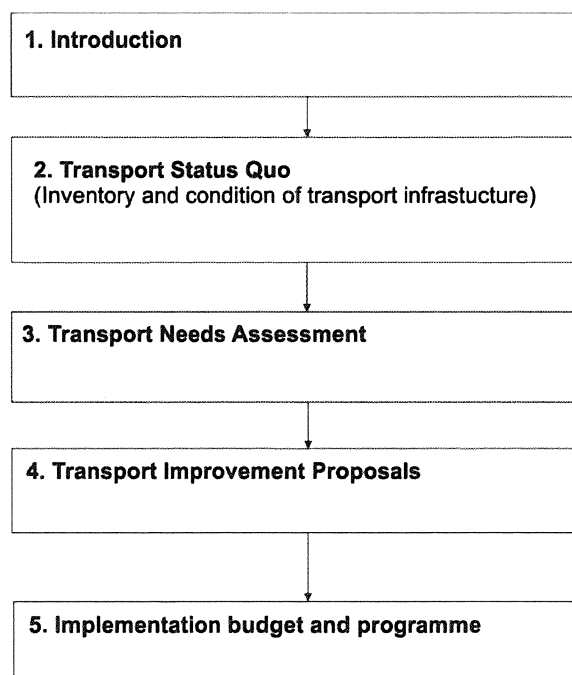 1. Introduction
2. Transport Status Quo
(Inventory and condition of transport infrastucture)
3. Transport Needs Assessment
4. Transport Improvement Proposals
5. Implementation budget and programme